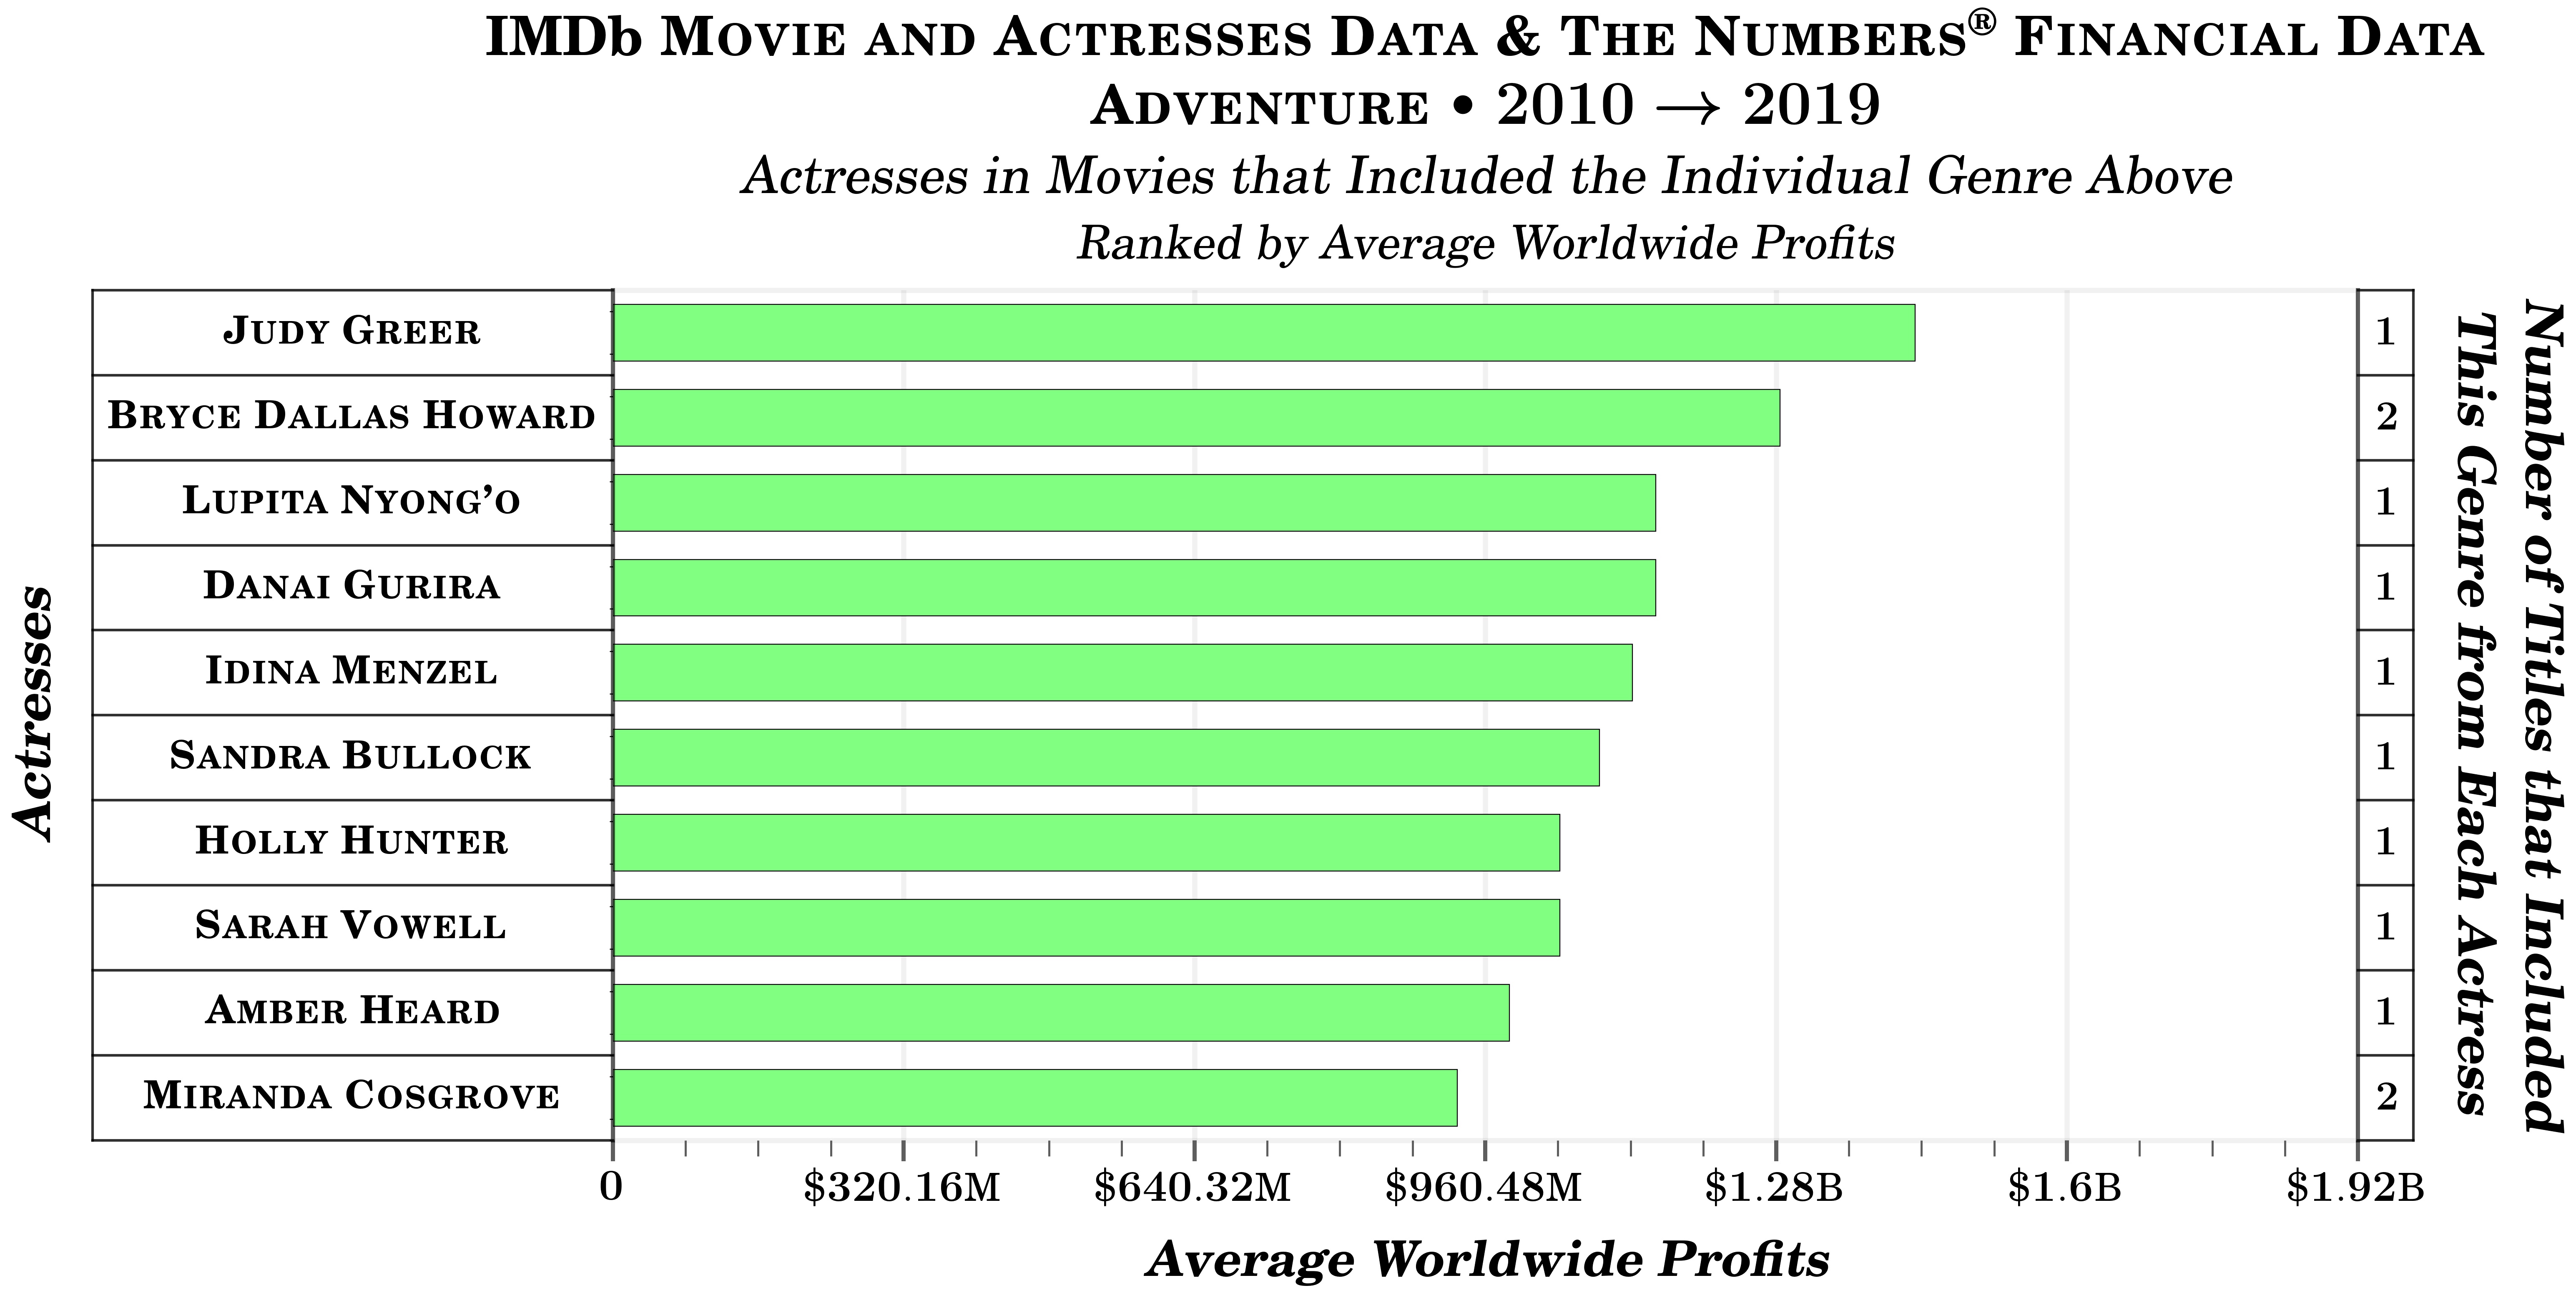 IMDb Movie and Actresses Data & The Numbers® Financial Data
Adventure • 2010 → 2019
Actresses in Movies that Included the Individual Genre Above
Ranked by Average Worldwide Profits
Actresses
Judy Greer 1
Bryce Dallas Howard 2
Lupita Nyong’o 1
Danai Gurira 1
Idina Menzel 1
Sandra Bullock 1
Holly Hunter 1
Sarah Vowell 1
Amber Heard 1
Miranda Cosgrove 2
Number of Titles that Included
This Genre from Each Actress
0 $320.16M $640.32M $960.48M $1.28B $1.6B $1.92B
Average Worldwide Profits